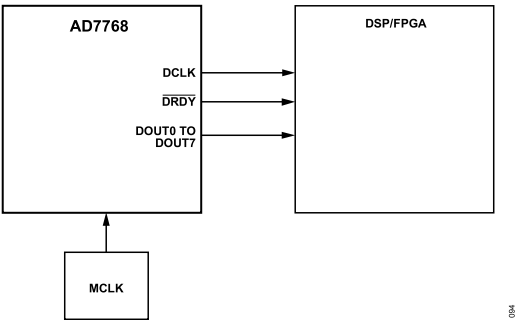 AD7768
DSP/FPGA
DCLK
DRDY
DOUT0 TO
DOUT7
MCLK
094